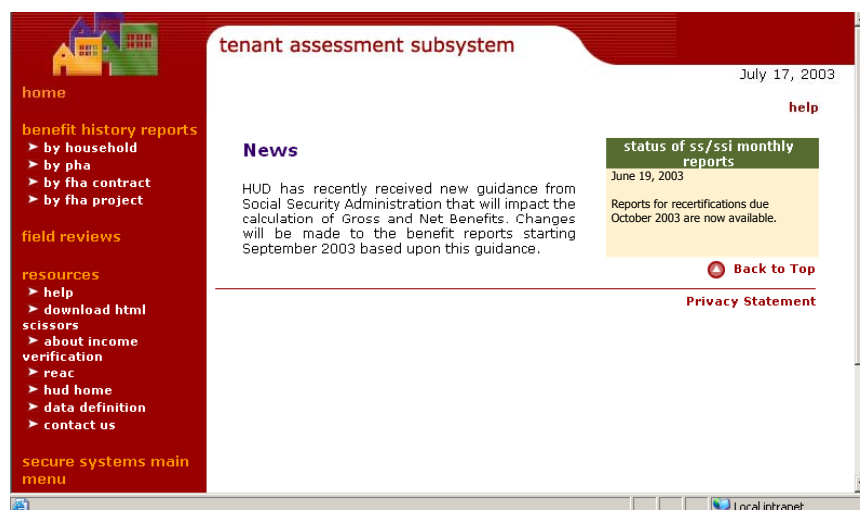 tenant assessment subsystem
July 17, 2003
help
home
benefit history reports
by household
by pha
by fha contract
by fha project
field reviews
resources
help
download html
scissors
about income
verification
reac
hud home
data definition
contact us
secure systems main
menu
News
HUD has recently received new guidance from
Social Security Administration that will impact the
calculation of Gross and Net Benefits. Changes
will be made to the benefit reports starting
September 2003 based upon this guidance.
status of ss/ssi monthly
reports
June 19, 2003
Reports for recertifications due
October 2003 are now available.
Back to Top
Privacy Statement
Local intranet